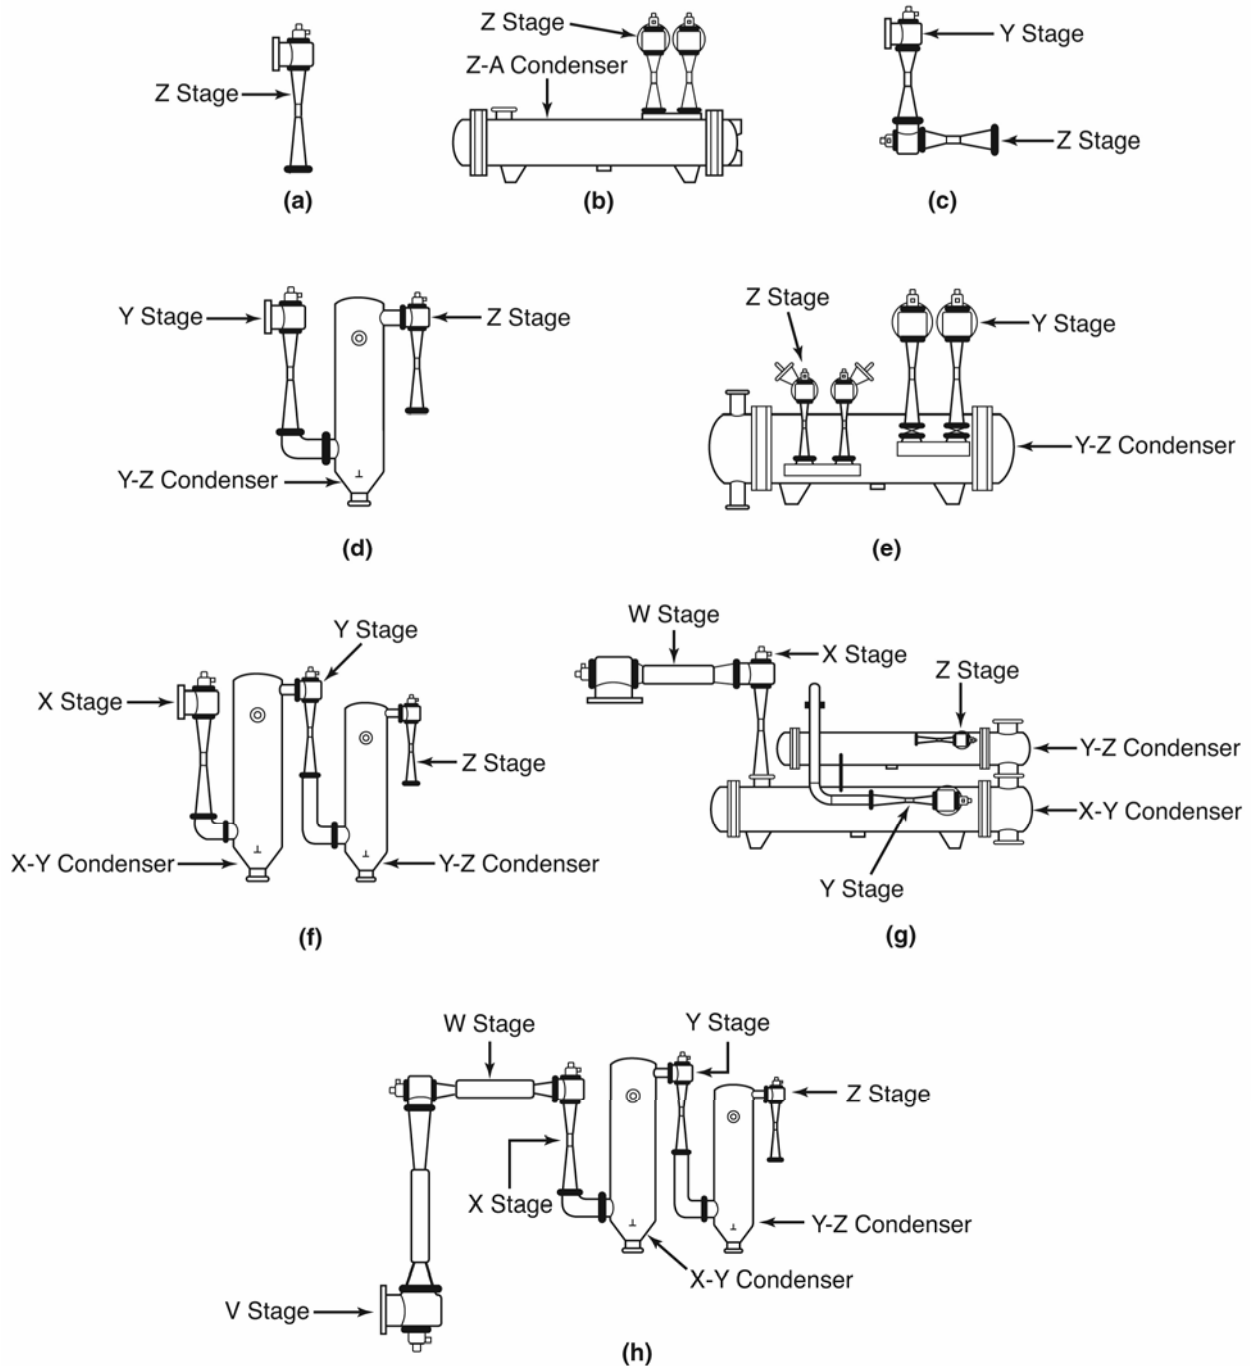 Z Stage
(a)
Z Stage
Z-A Condenser
(b)
Y Stage
Z Stage
(c)
Y Stage
Z Stage
Y-Z Condenser
(d)
Z Stage
Y Stage
Y-Z Condenser
(e)
Y Stage
X Stage
Z Stage
X-Y Condenser
Y-Z Condenser
(f)
W Stage
X Stage
Z Stage
Y-Z Condenser
X-Y Condenser
Y Stage
(g)
W Stage
Y Stage
Z Stage
X Stage
Y-Z Condenser
X-Y Condenser
V Stage
(h)